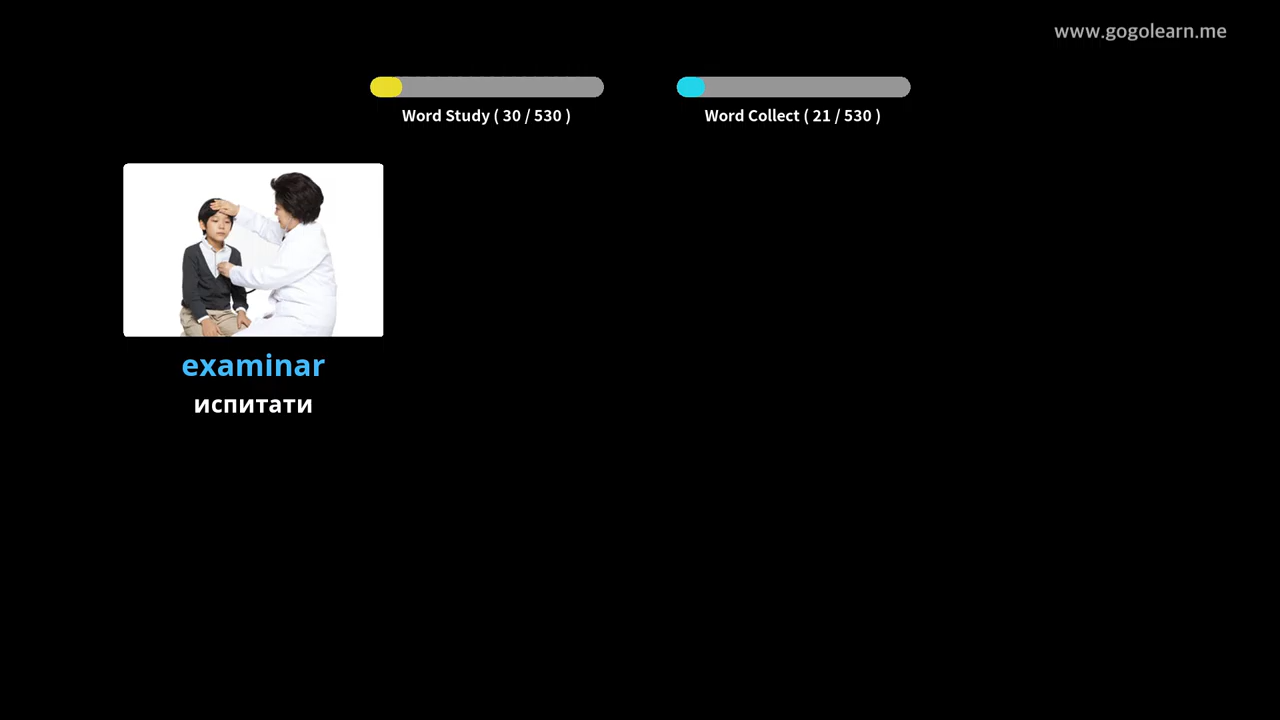 www.gogolearn.me
Word Study ( 30 / 530 )
Word Collect ( 21 / 530 )
examinar
испитати